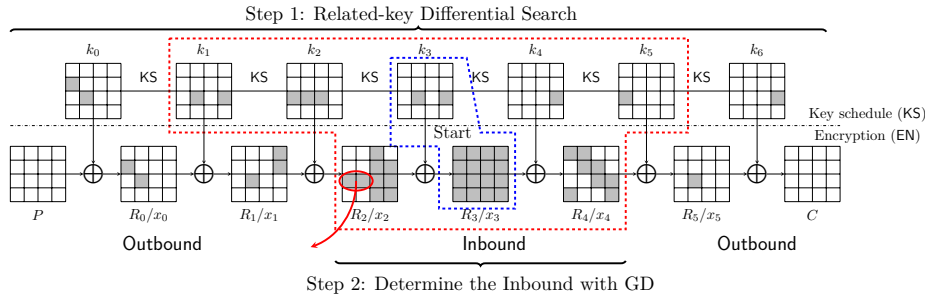 Step 1: Related-key Differential Search
k₀ k₁ k₂ k₃ k₄ k₅ k₆
KS KS KS KS KS KS
Key schedule (KS)
Start
Encryption (EN)
P R₀/x₀ R₁/x₁ R₂/x₂ R₃/x₃ R₄/x₄ R₅/x₅ C
Outbound Inbound Outbound
Step 2: Determine the Inbound with GD